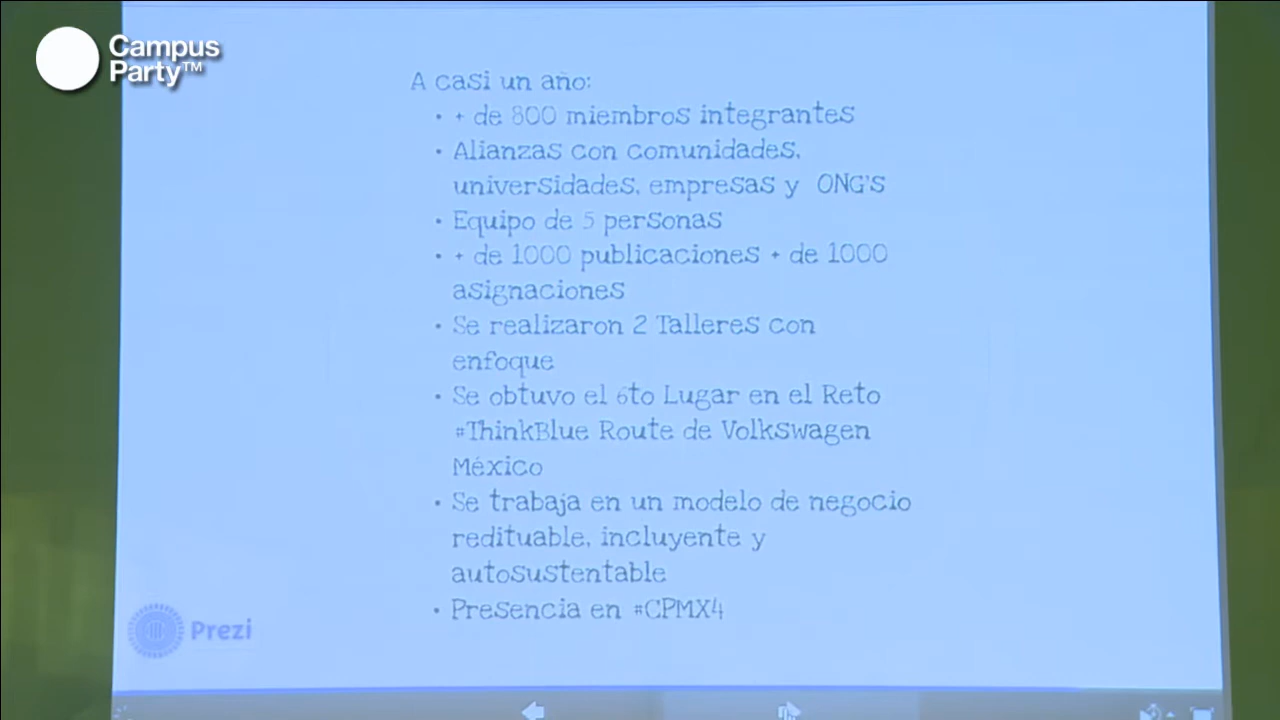 Campus
Party™
A casi un año:
• + de 800 miembros integrantes
• Alianzas con comunidades,
universidades, empresas y ONG'S
• Equipo de 5 personas
• + de 1000 publicaciones + de 1000
asignaciones
• Se realizaron 2 Talleres con
enfoque
• Se obtuvo el 6to Lugar en el Reto
#ThinkBlue Route de Volkswagen
México
• Se trabaja en un modelo de negocio
redituable, incluyente y
autosustentable
• Presencia en #CPMX4
Prezi